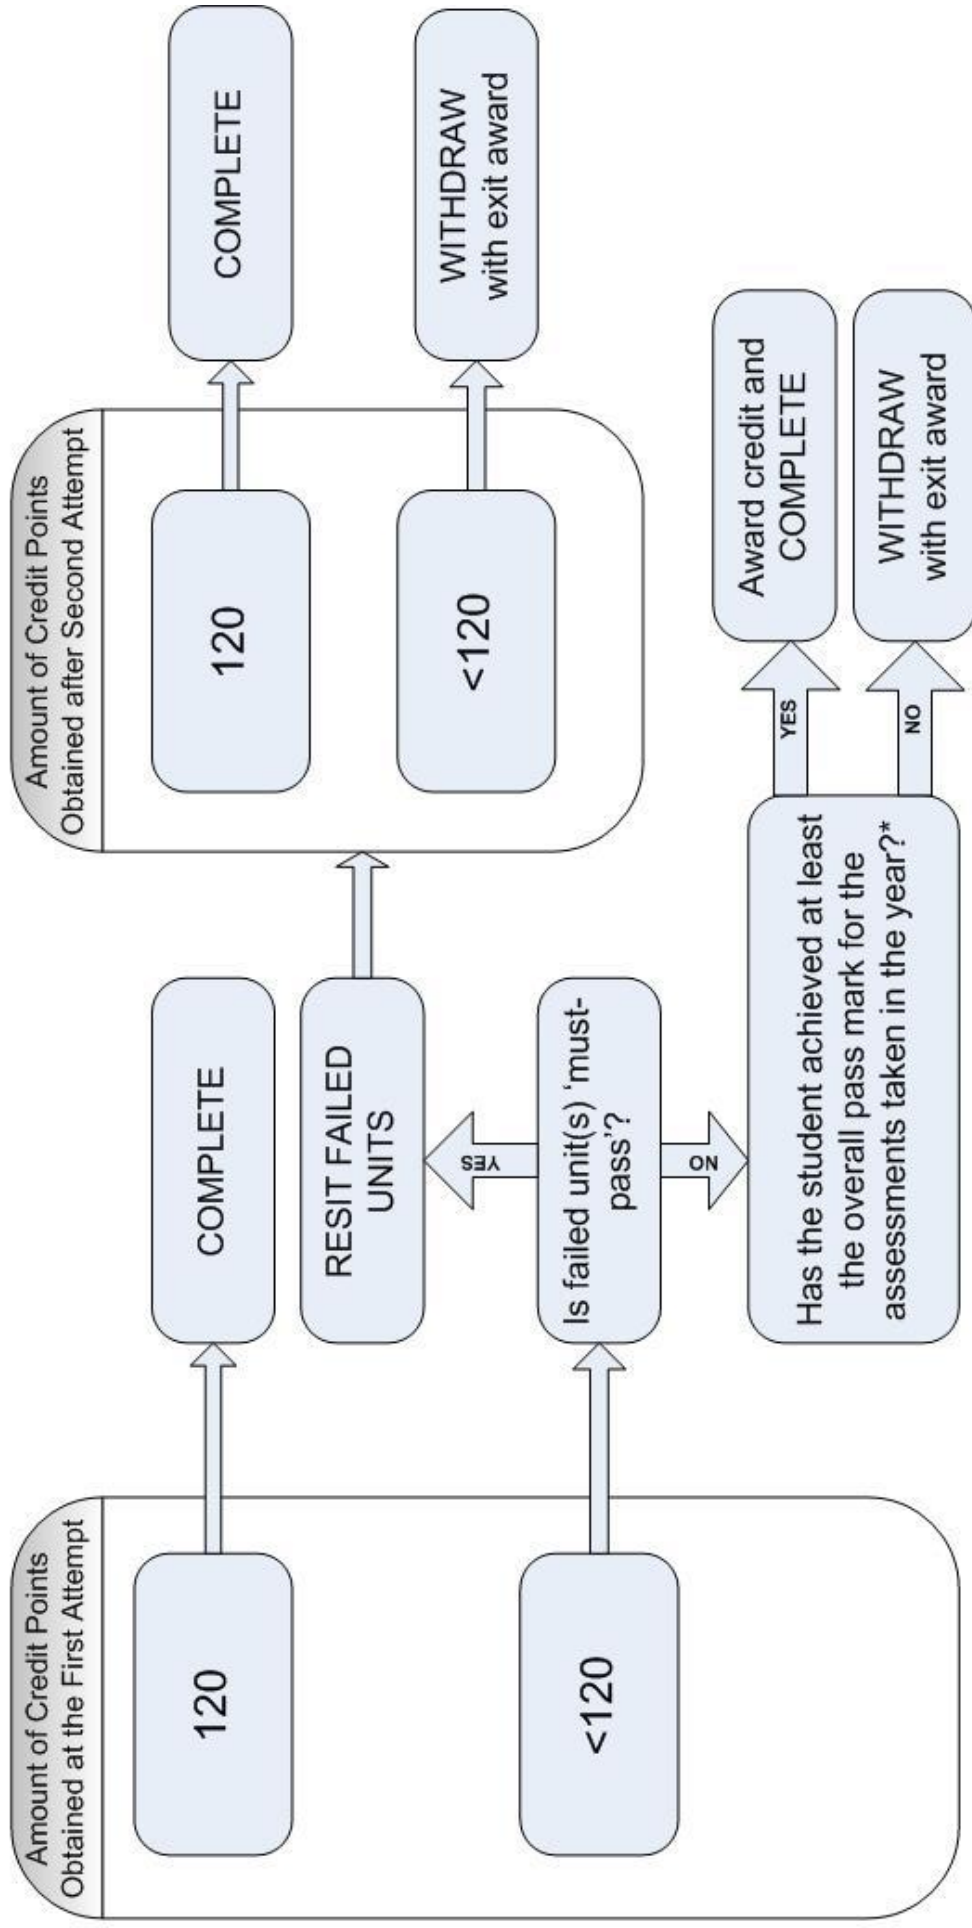 Amount of Credit Points
Obtained at the First Attempt
120
<120
COMPLETE
RESIT FAILED
UNITS
YES
Is failed unit(s) ‘must-
pass’?
NO
Has the student achieved at least
the overall pass mark for the
assessments taken in the year?*
Amount of Credit Points
Obtained after Second Attempt
120
<120
YES
NO
COMPLETE
WITHDRAW
with exit award
Award credit and
COMPLETE
WITHDRAW
with exit award